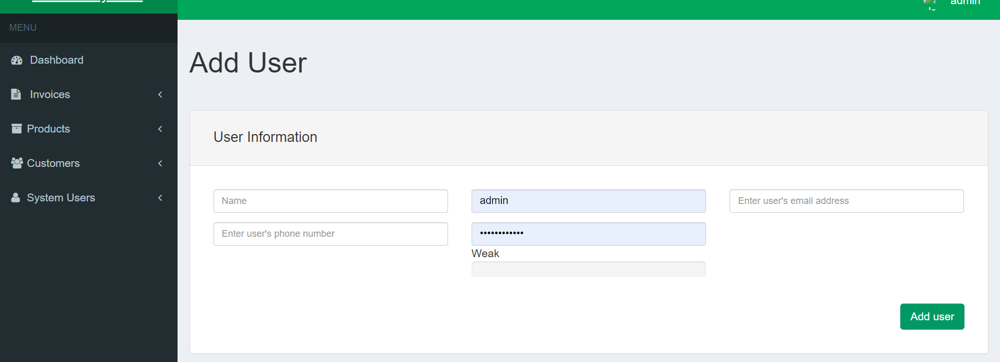 admin
MENU
Dashboard
Invoices
Products
Customers
System Users
Add User
User Information
Name
admin
Enter user's email address
Enter user's phone number
••••••••••••
Weak
Add user